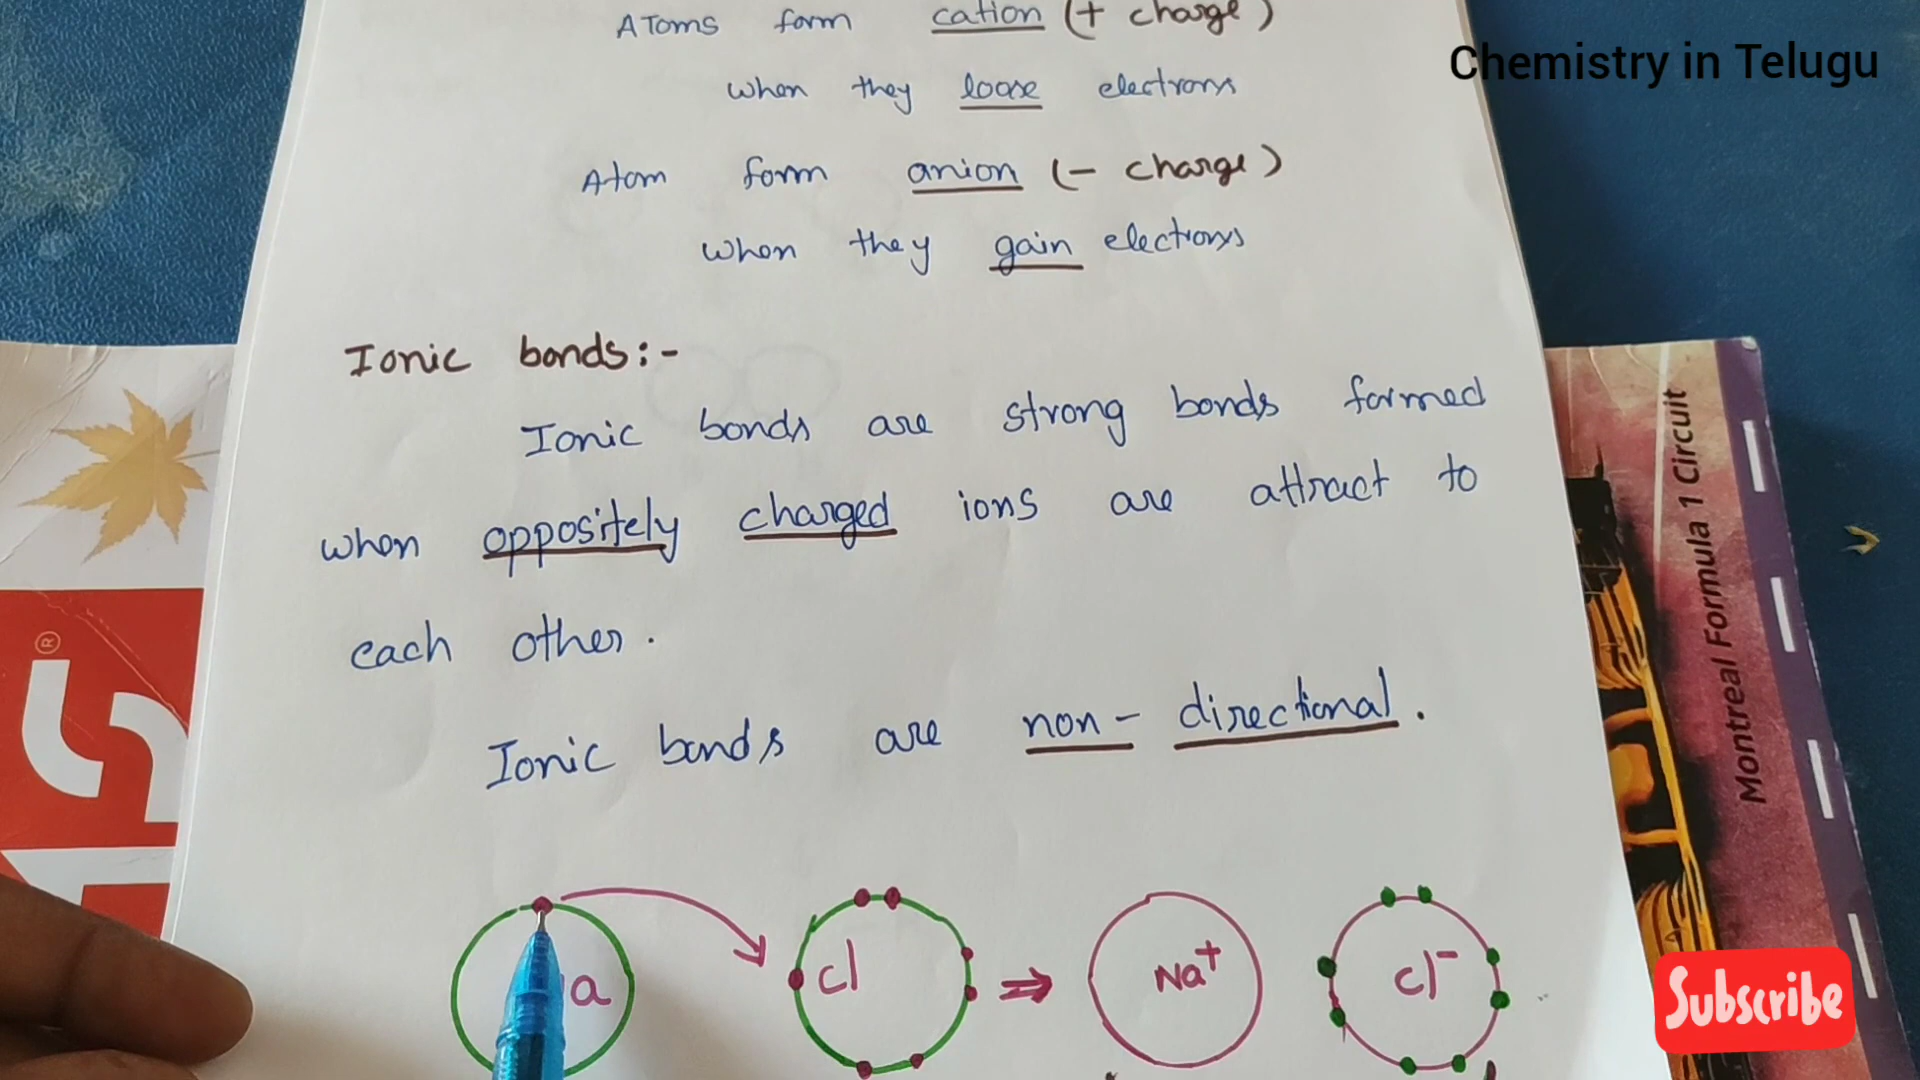 Atoms form cation (+ charge)
Chemistry in Telugu
when they loose electrons
Atom form anion (- charge)
when they gain electrons
Ionic bonds:-
Ionic bonds are strong bonds formed
when oppositely charged ions are attract to
each other.
Ionic bonds are non-directional.
a
Cl
⇒
Na⁺
Cl⁻
Montreal Formula 1 Circuit
®
Subscribe